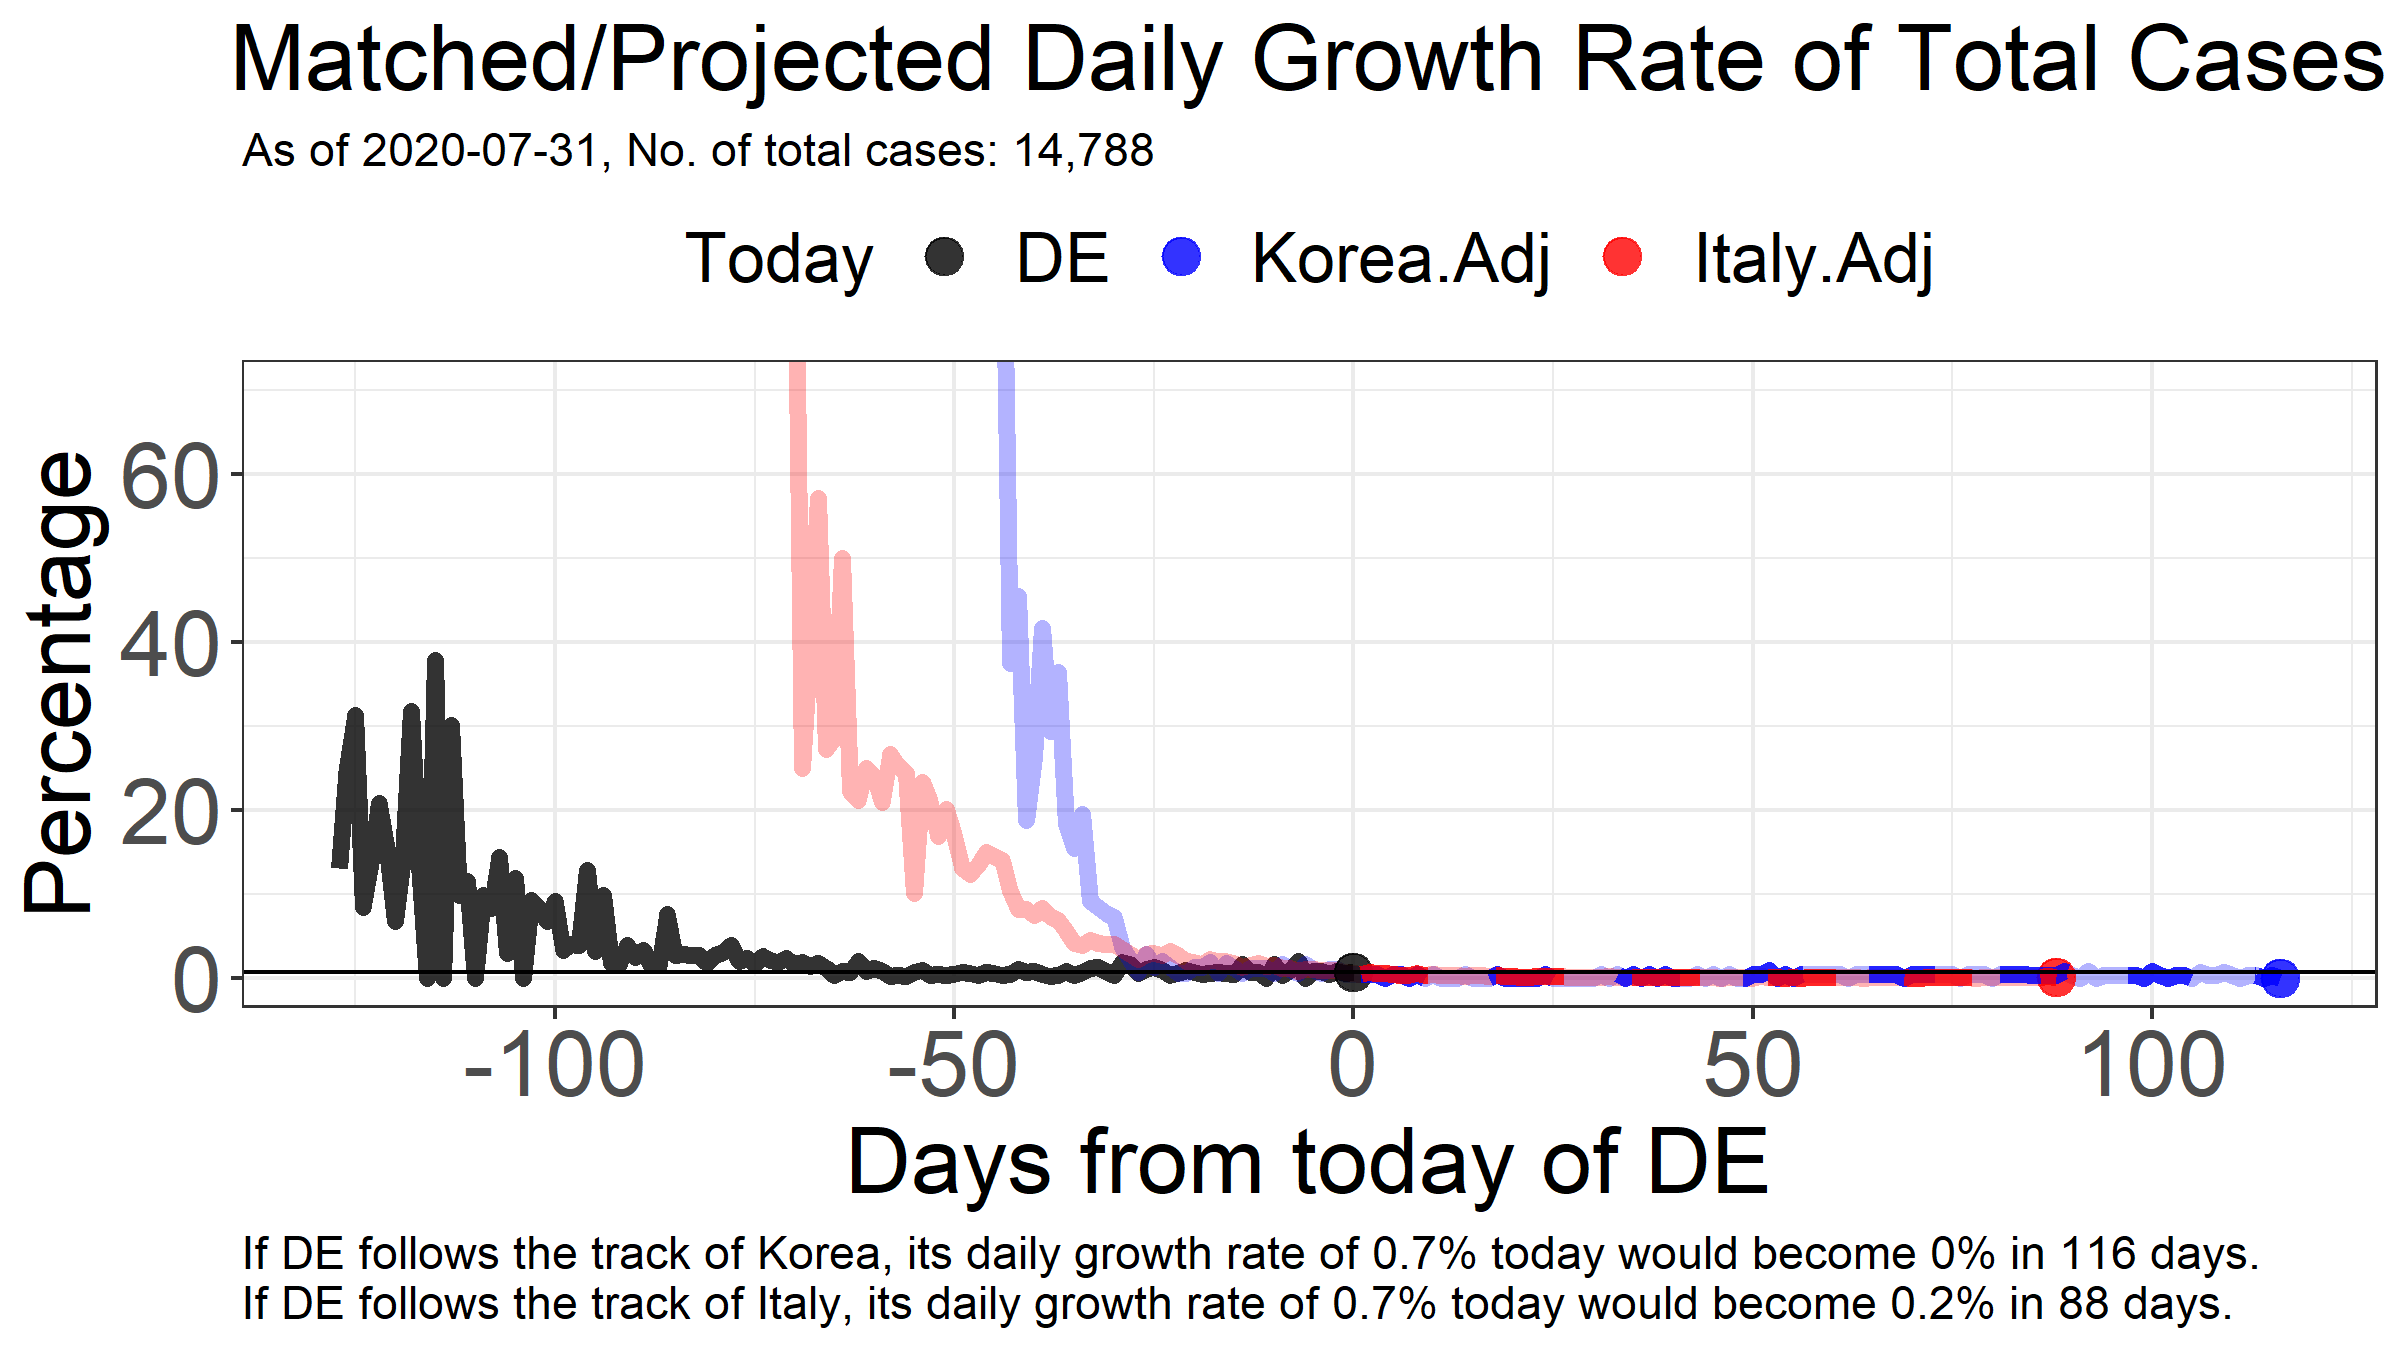 Matched/Projected Daily Growth Rate of Total Cases
As of 2020-07-31, No. of total cases: 14,788
Today DE Korea.Adj Italy.Adj
Percentage
60
40
20
0
-100 -50 0 50 100
Days from today of DE
If DE follows the track of Korea, its daily growth rate of 0.7% today would become 0% in 116 days.
If DE follows the track of Italy, its daily growth rate of 0.7% today would become 0.2% in 88 days.